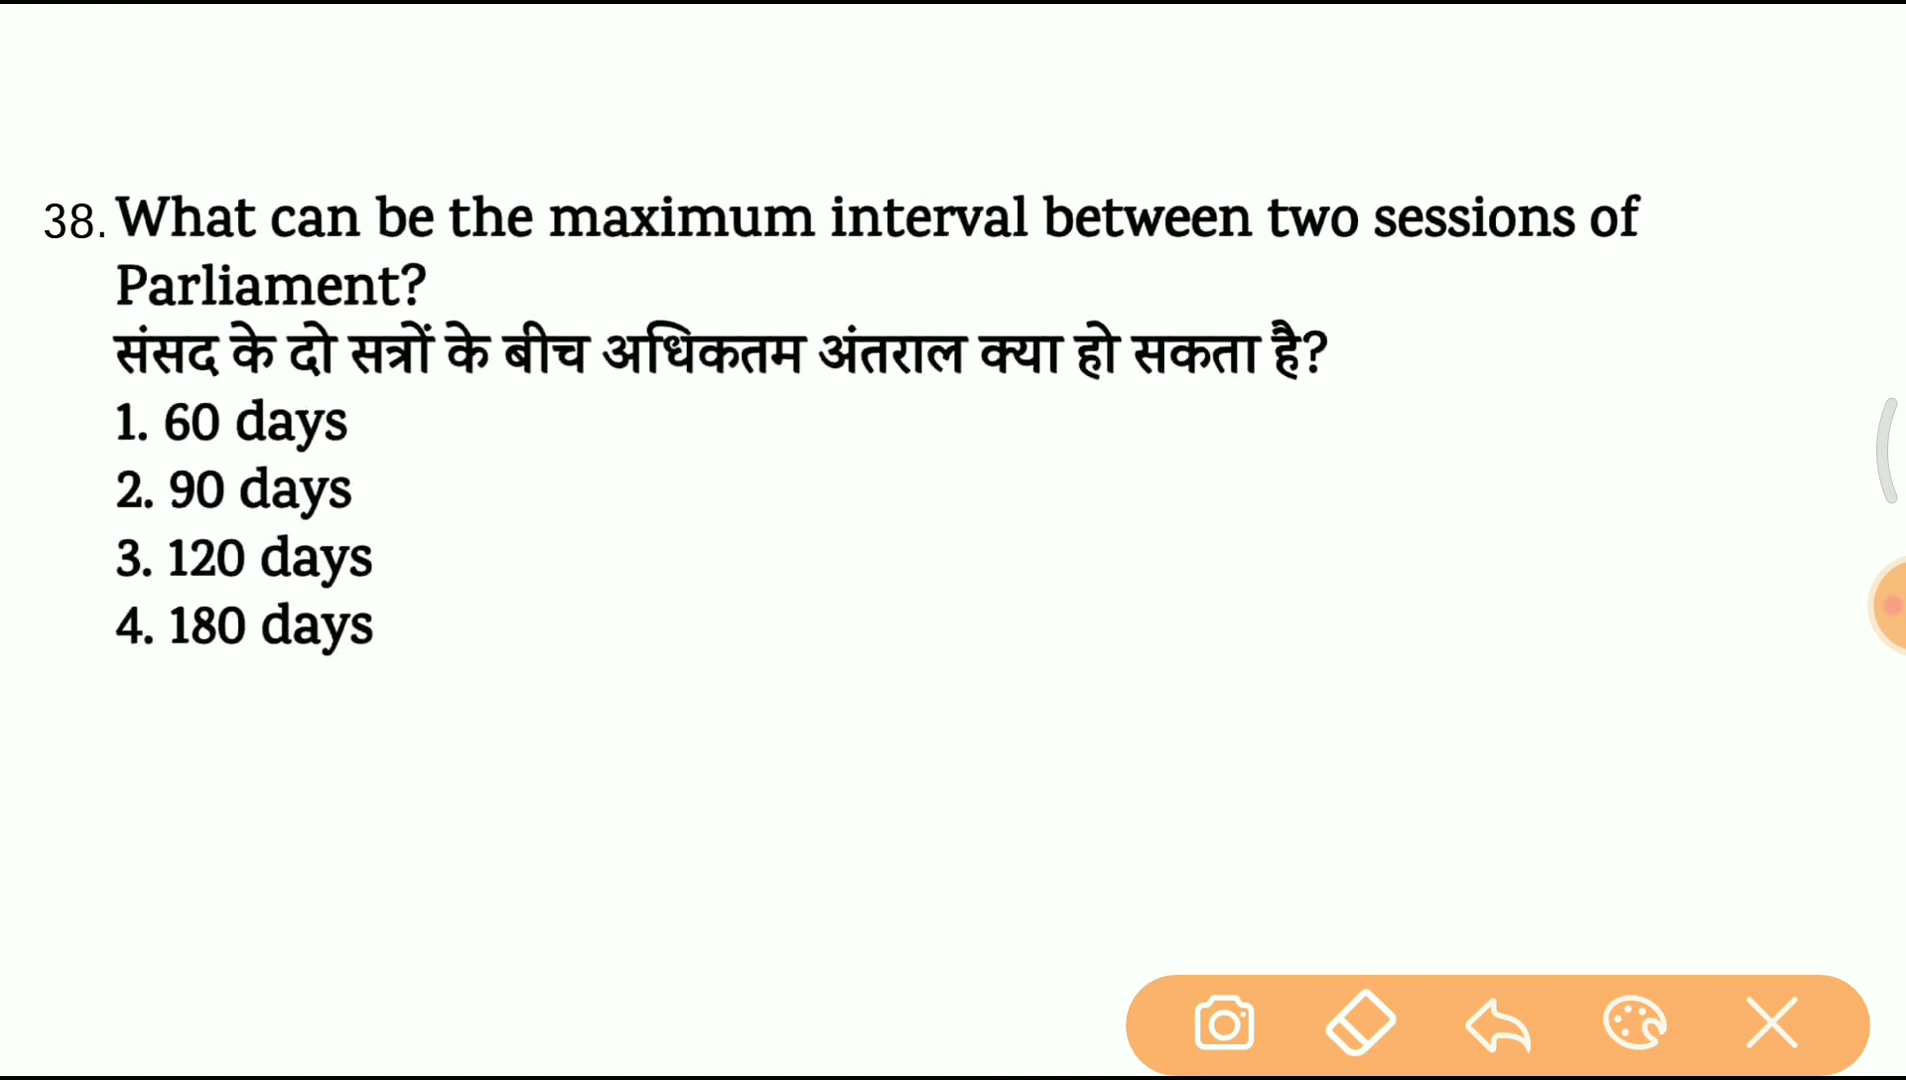 38. What can be the maximum interval between two sessions of
Parliament?
संसद के दो सत्रों के बीच अधिकतम अंतराल क्या हो सकता है?
1. 60 days
2. 90 days
3. 120 days
4. 180 days